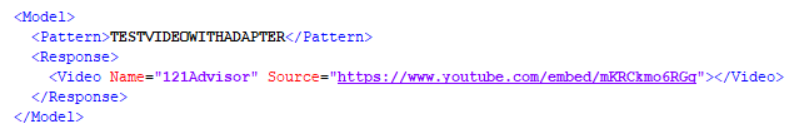 <Model>
<Pattern>TESTVIDEOWITHADAPTER</Pattern>
<Response>
<Video Name="121Advisor" Source="https://www.youtube.com/embed/mKRCkmo6RGg"></Video>
</Response>
</Model>